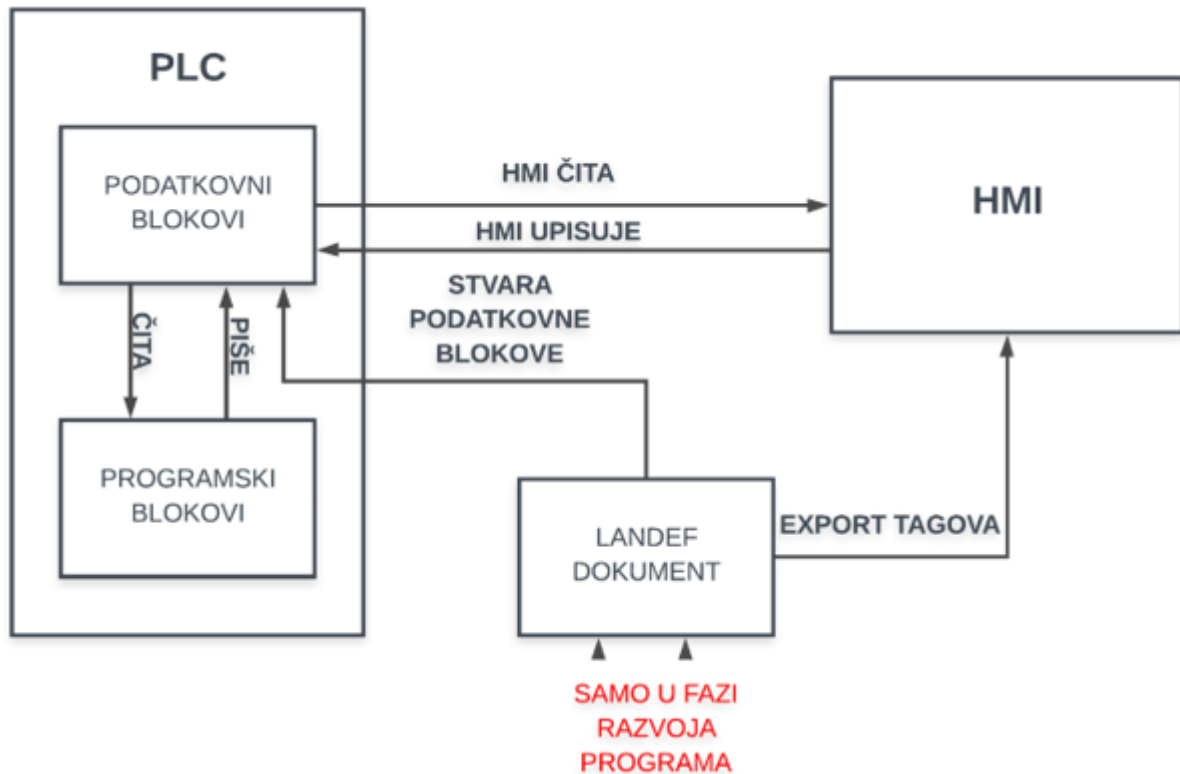 PLC
PODATKOVNI
BLOKOVI
HMI ČITA
HMI
HMI UPISUJE
STVARA
PODATKOVNE
BLOKOVE
ČITA
PIŠE
PROGRAMSKI
BLOKOVI
LANDEF
DOKUMENT
EXPORT TAGOVA
SAMO U FAZI
RAZVOJA
PROGRAMA